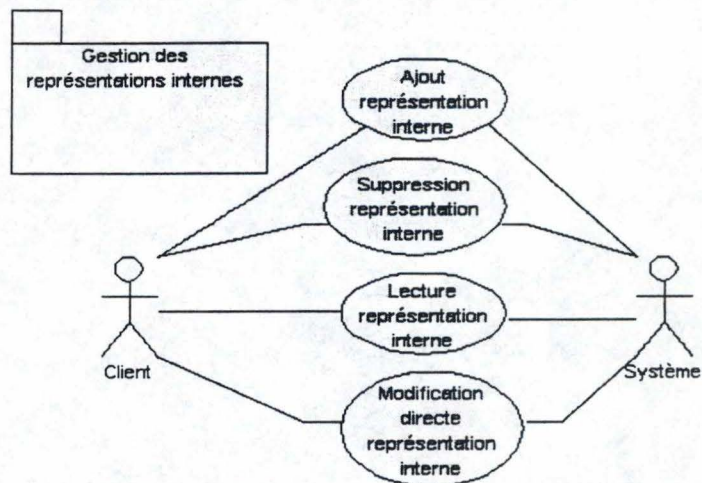 Gestion des
représentations internes
Ajout
représentation
interne
Suppression
représentation
interne
Lecture
représentation
interne
Modification
directe
représentation
interne
Client
Système